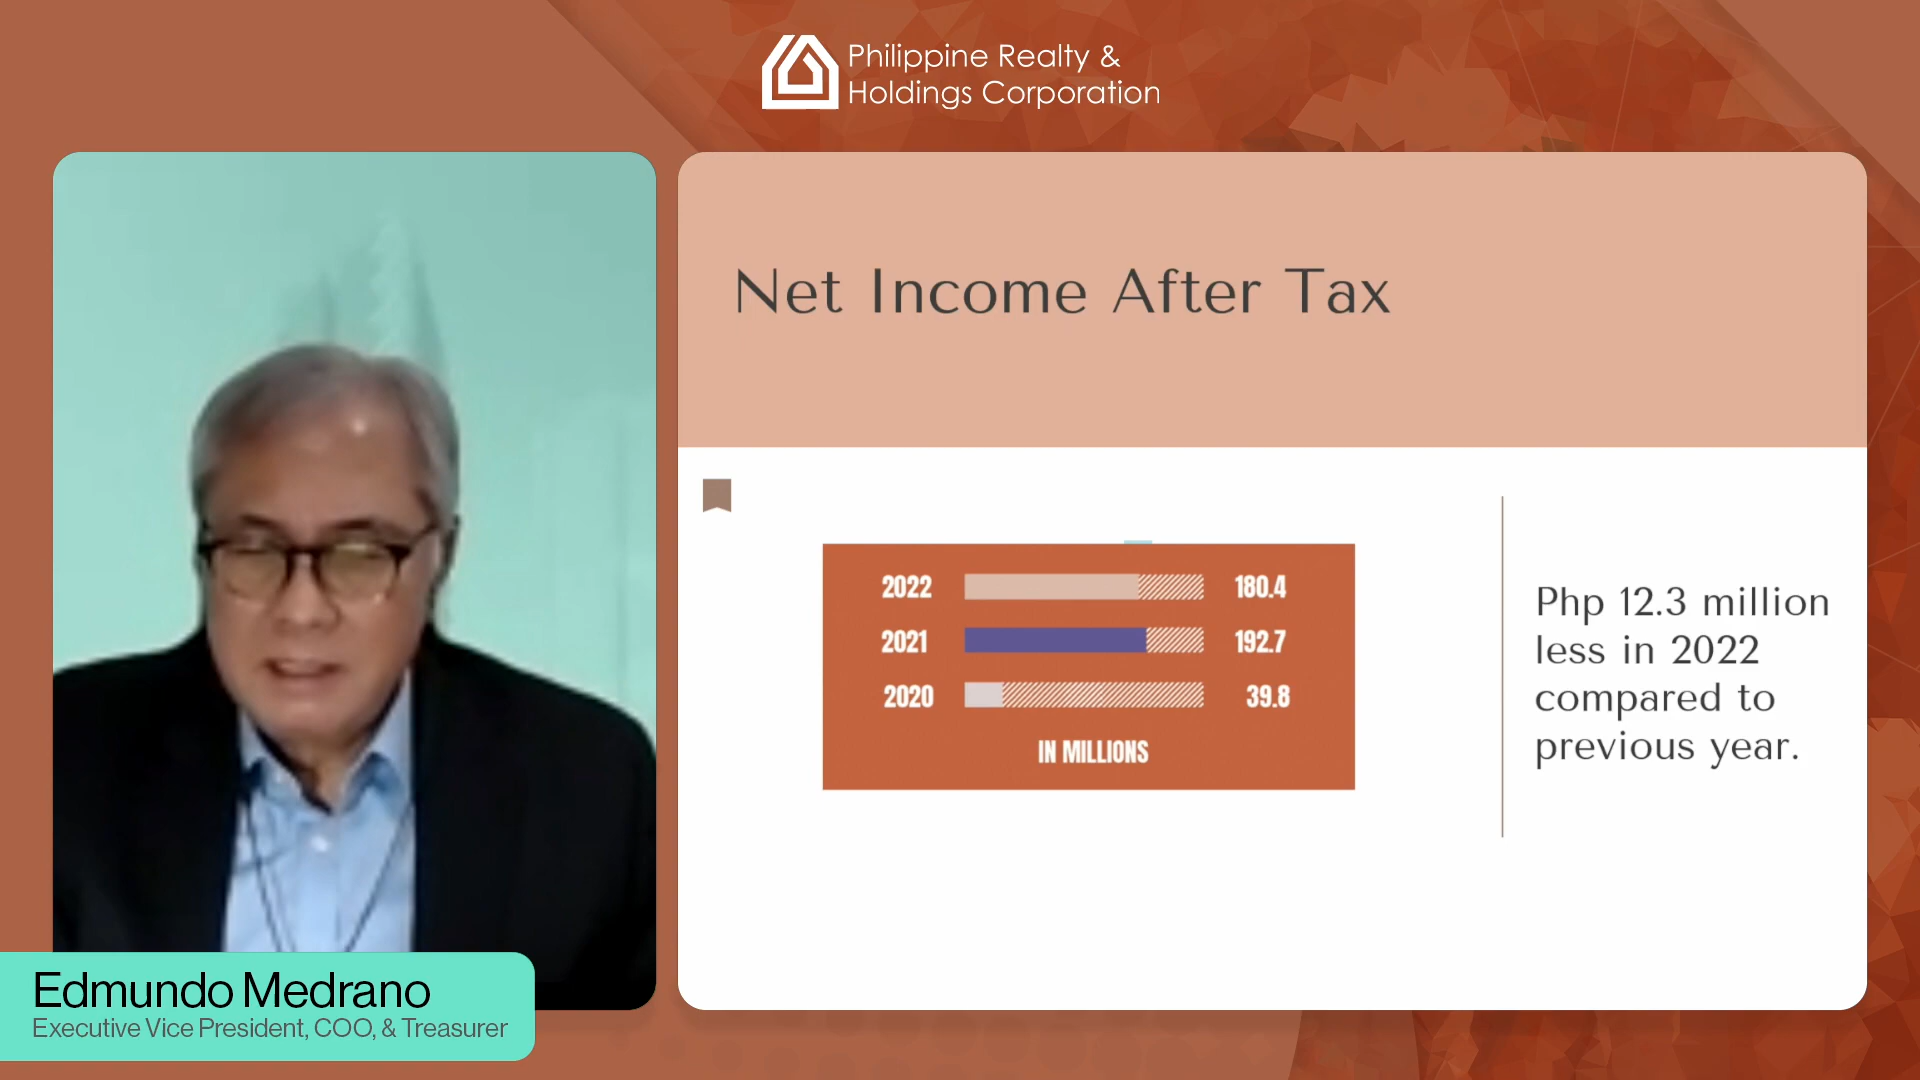 Philippine Realty &
Holdings Corporation
Net Income After Tax
2022 180.4
2021 192.7
2020 39.8
IN MILLIONS
Php 12.3 million
less in 2022
compared to
previous year.
Edmundo Medrano
Executive Vice President, COO, & Treasurer